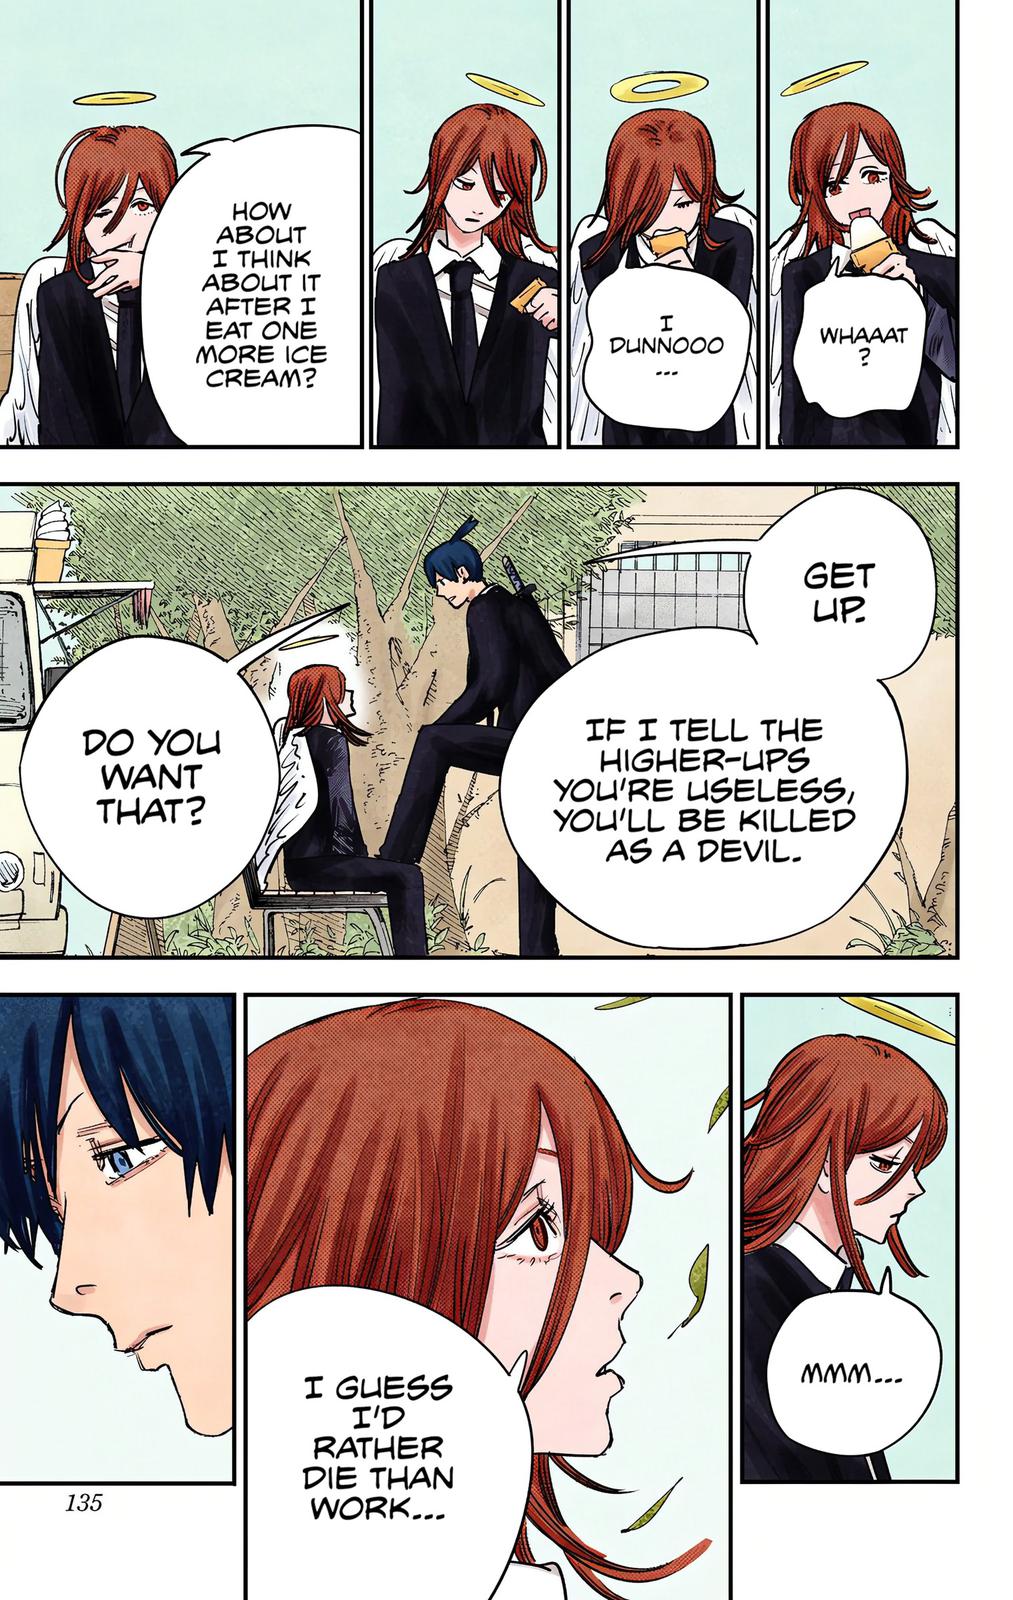 WHAAAT
?
I
DUNNOOO
...
HOW
ABOUT
I THINK
ABOUT IT
AFTER I
EAT ONE
MORE ICE
CREAM?
GET
UP.
IF I TELL THE
HIGHER-UPS
YOU'RE USELESS,
YOU'LL BE KILLED
AS A DEVIL.
DO YOU
WANT
THAT?
MMM...
I GUESS
I'D
RATHER
DIE THAN
WORK...
135